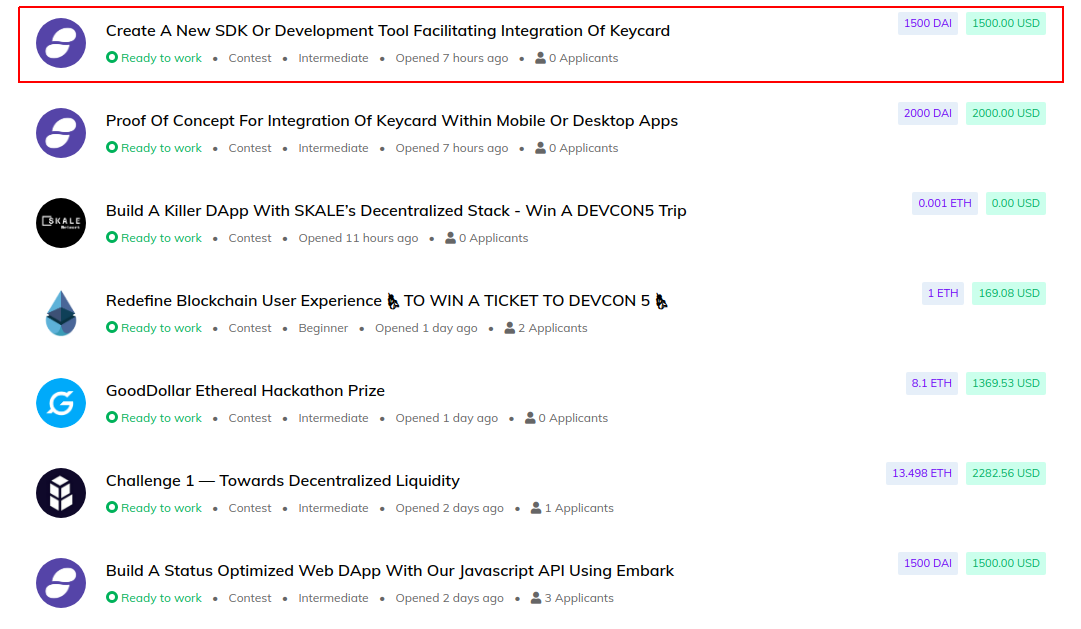 Create A New SDK Or Development Tool Facilitating Integration Of Keycard 1500 DAI 1500.00 USD
Ready to work • Contest • Intermediate • Opened 7 hours ago • 0 Applicants
Proof Of Concept For Integration Of Keycard Within Mobile Or Desktop Apps 2000 DAI 2000.00 USD
Ready to work • Contest • Intermediate • Opened 7 hours ago • 0 Applicants
SKALE
Network
Build A Killer DApp With SKALE’s Decentralized Stack - Win A DEVCON5 Trip 0.001 ETH 0.00 USD
Ready to work • Contest • Opened 11 hours ago • 0 Applicants
Redefine Blockchain User Experience TO WIN A TICKET TO DEVCON 5 1 ETH 169.08 USD
Ready to work • Contest • Beginner • Opened 1 day ago • 2 Applicants
GoodDollar Ethereal Hackathon Prize 8.1 ETH 1369.53 USD
Ready to work • Contest • Intermediate • Opened 1 day ago • 0 Applicants
Challenge 1 — Towards Decentralized Liquidity 13.498 ETH 2282.56 USD
Ready to work • Contest • Intermediate • Opened 2 days ago • 1 Applicants
Build A Status Optimized Web DApp With Our Javascript API Using Embark 1500 DAI 1500.00 USD
Ready to work • Contest • Intermediate • Opened 2 days ago • 3 Applicants